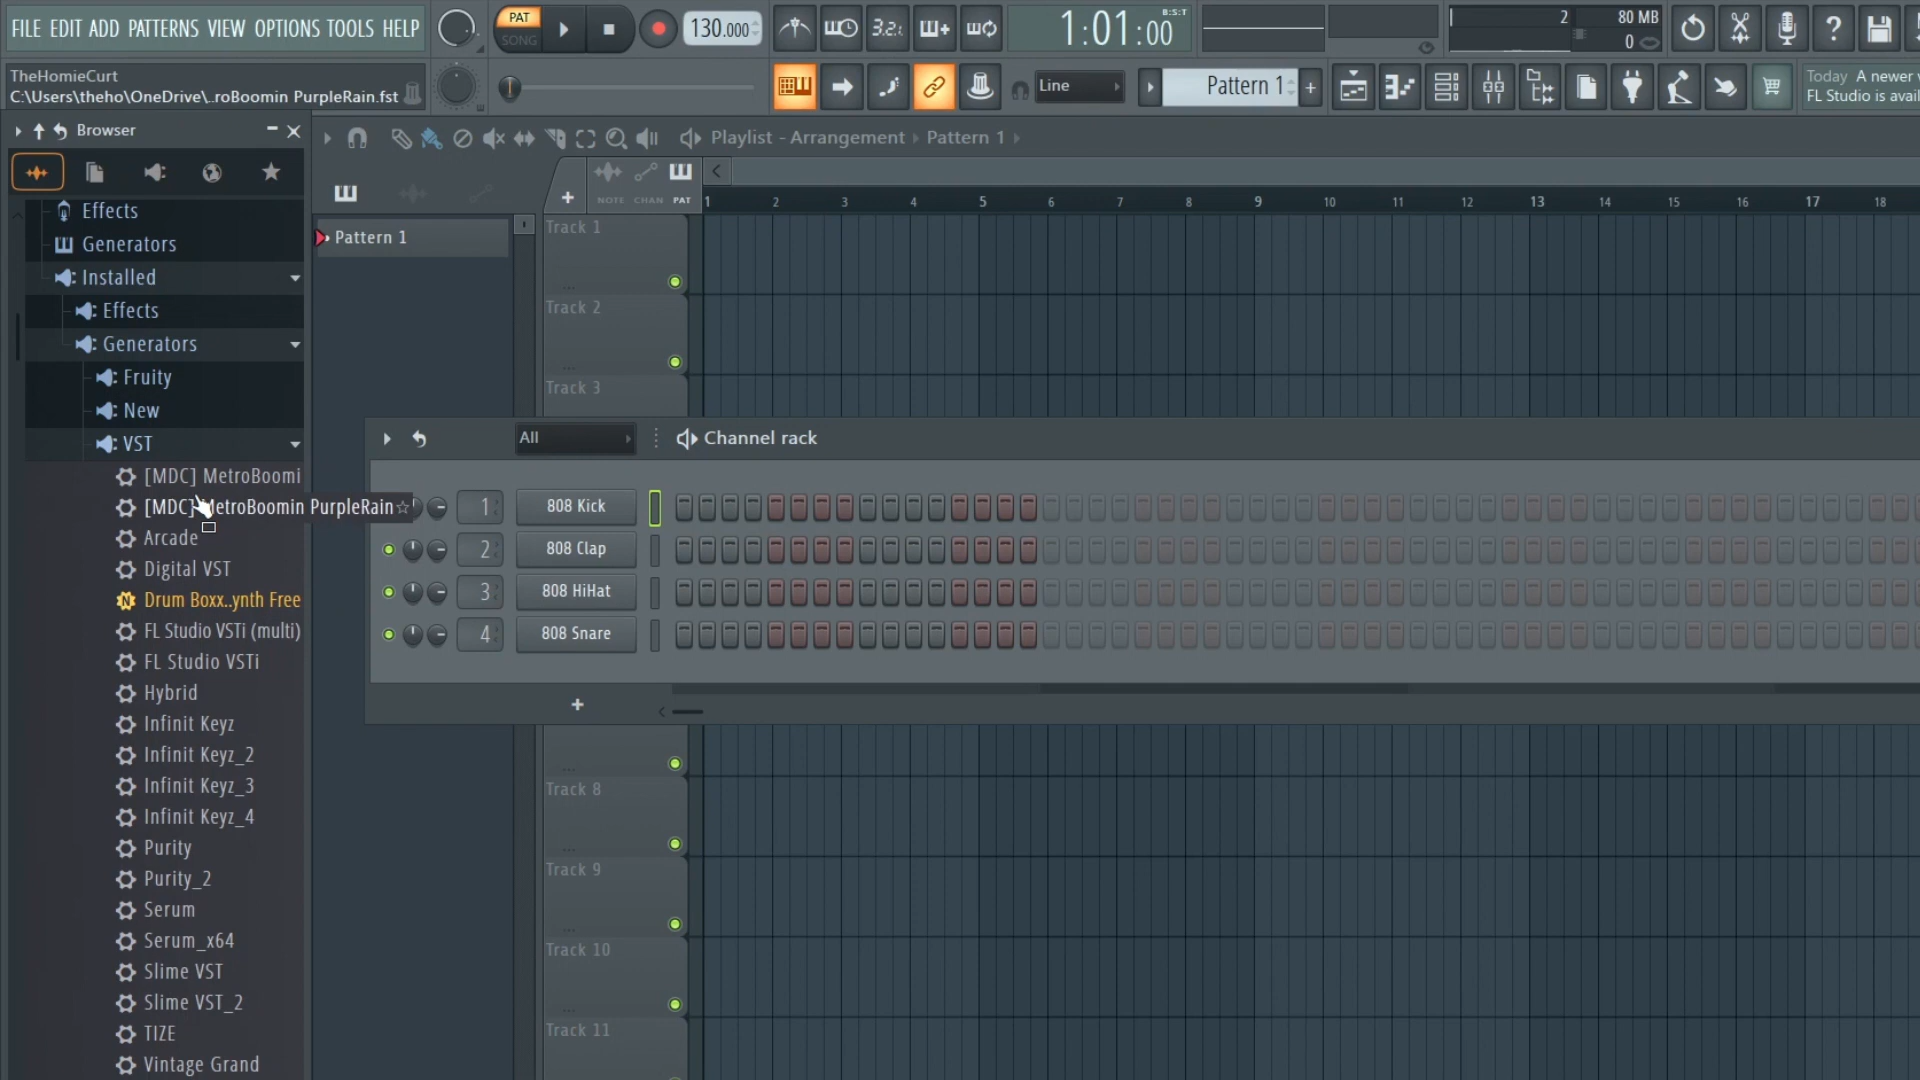 FILE EDIT ADD PATTERNS VIEW OPTIONS TOOLS HELP
PAT
SONG
130.000
3.2.
1:01:00
B:S:T
2
80 MB
0
TheHomieCurt
C:\Users\theho\OneDrive\..roBoomin PurpleRain.fst
Line
Pattern 1
+
Today A newer v
FL Studio is avail
Browser
Playlist - Arrangement
Pattern 1
NOTE CHAN PAT
1 2 3 4 5 6 7 8 9 10 11 12 13 14 15 16 17 18
Effects
Generators
Installed
Effects
Generators
Fruity
New
VST
[MDC] MetroBoomi
[MDC] MetroBoomin PurpleRain
Arcade
Digital VST
Drum Boxx..ynth Free
FL Studio VSTi (multi)
FL Studio VSTi
Hybrid
Infinit Keyz
Infinit Keyz_2
Infinit Keyz_3
Infinit Keyz_4
Purity
Purity_2
Serum
Serum_x64
Slime VST
Slime VST_2
TIZE
Vintage Grand
Pattern 1
Track 1
Track 2
Track 3
All
Channel rack
1 808 Kick
2 808 Clap
3 808 HiHat
4 808 Snare
+
Track 8
Track 9
Track 10
Track 11